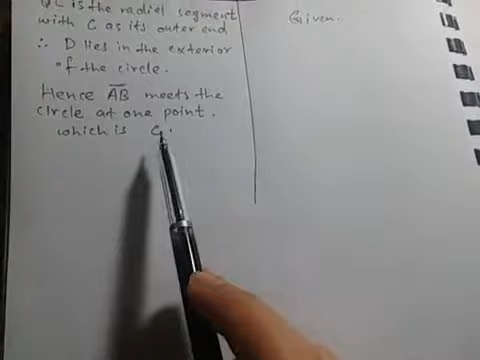 OC is the radial segment
with C as its outer end
∴ D lies in the exterior
of the circle.
Hence AB meets the
circle at one point.
which is C.
Given.